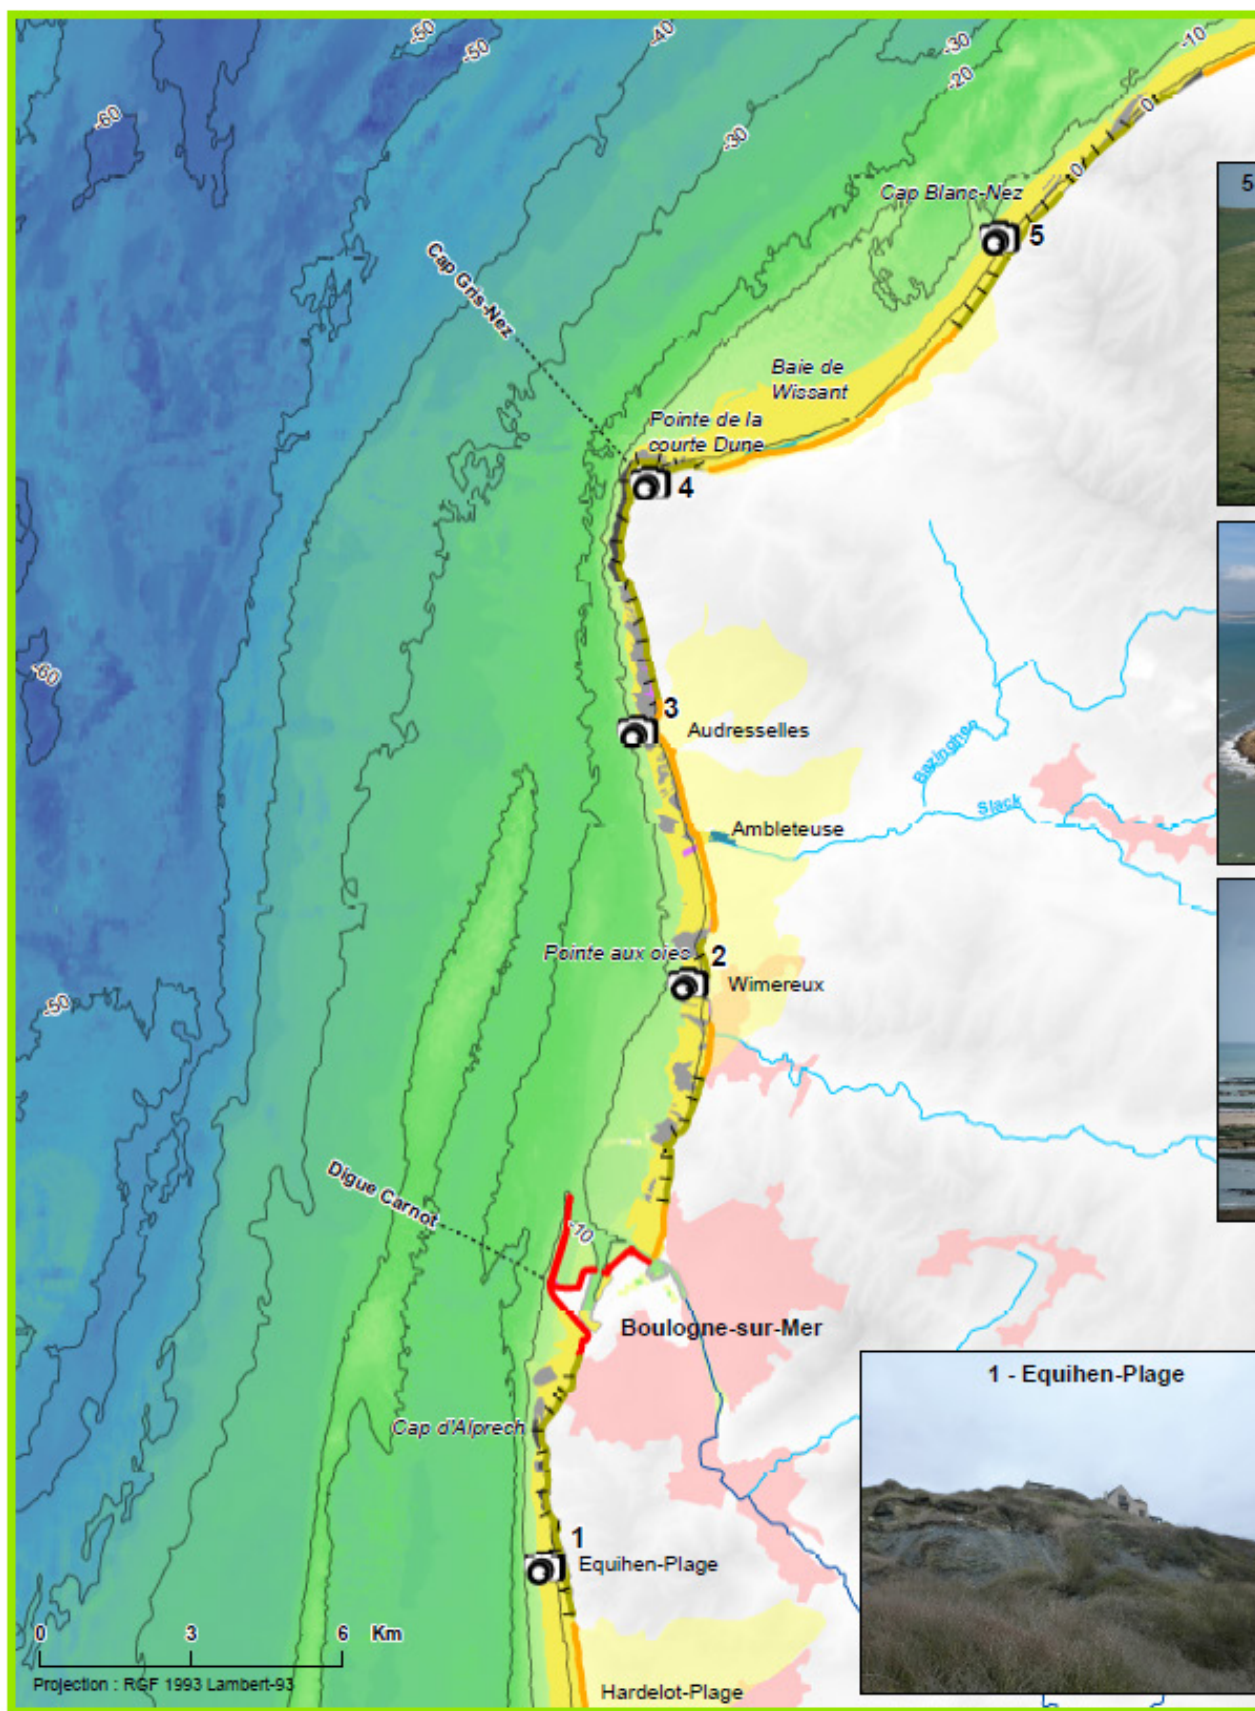 -50
-50
-40
-30
-10
-20
-60
-30
0
0
5
Cap Blanc-Nez
5
Cap Gris-Nez
Baie de
Wissant
Pointe de la
courte Dune
4
-60
3
Audresselles
Bazinghen
Slack
Ambleteuse
Pointe aux oies
2
Wimereux
-50
Digue Carnot
-10
Boulogne-sur-Mer
1 - Equihen-Plage
Cap d'Alprech
1
Equihen-Plage
0 3 6 Km
Projection : RGF 1993 Lambert-93
Hardelot-Plage